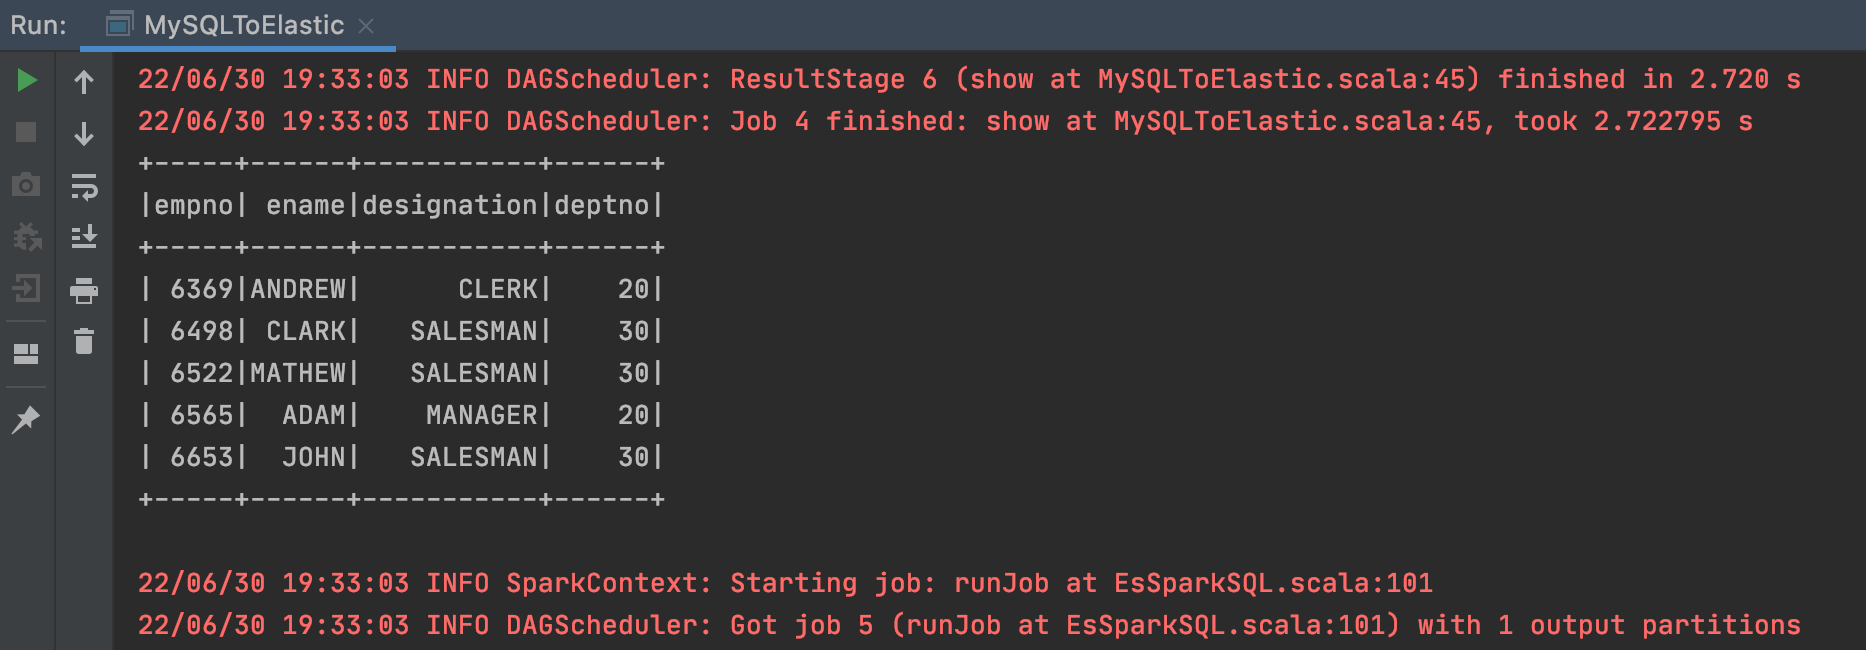 Run: MySQLToElastic
22/06/30 19:33:03 INFO DAGScheduler: ResultStage 6 (show at MySQLToElastic.scala:45) finished in 2.720 s
22/06/30 19:33:03 INFO DAGScheduler: Job 4 finished: show at MySQLToElastic.scala:45, took 2.722795 s
+-----+------+-----------+------+
|empno| ename|designation|deptno|
+-----+------+-----------+------+
| 6369|ANDREW|      CLERK|    20|
| 6498| CLARK|   SALESMAN|    30|
| 6522|MATHEW|   SALESMAN|    30|
| 6565|  ADAM|    MANAGER|    20|
| 6653|  JOHN|   SALESMAN|    30|
+-----+------+-----------+------+
22/06/30 19:33:03 INFO SparkContext: Starting job: runJob at EsSparkSQL.scala:101
22/06/30 19:33:03 INFO DAGScheduler: Got job 5 (runJob at EsSparkSQL.scala:101) with 1 output partitions